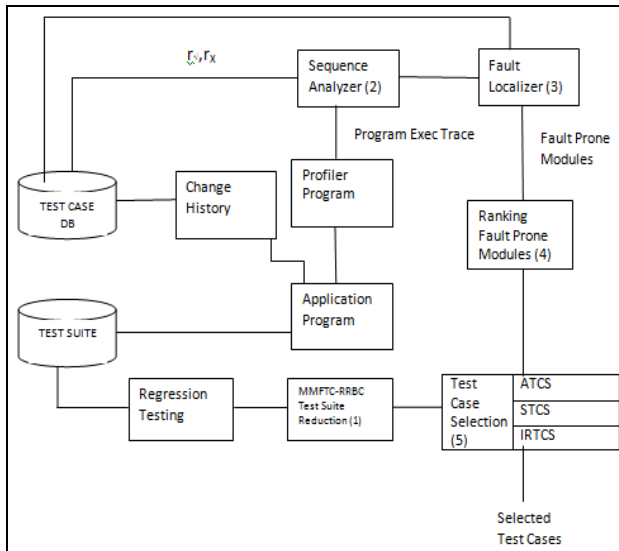 r√,rX
Sequence
Analyzer (2)
Fault
Localizer (3)
Program Exec Trace
Fault Prone
Modules
TEST CASE
DB
Change
History
Profiler
Program
Ranking
Fault Prone
Modules (4)
TEST SUITE
Application
Program
Regression
Testing
MMFTC-RRBC
Test Suite
Reduction (1)
Test
Case
Selection
(5)
ATCS
STCS
IRTCS
Selected
Test Cases